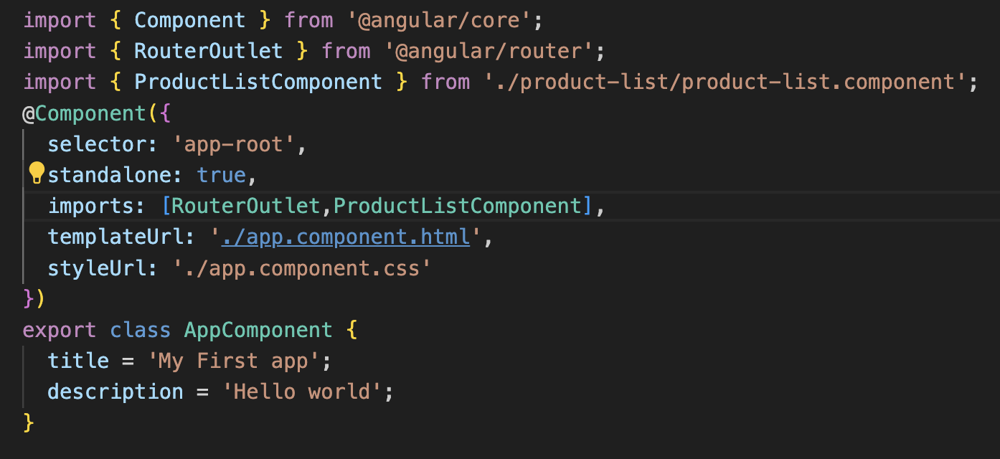 import { Component } from '@angular/core';
import { RouterOutlet } from '@angular/router';
import { ProductListComponent } from './product-list/product-list.component';
@Component({
  selector: 'app-root',
  standalone: true,
  imports: [RouterOutlet,ProductListComponent],
  templateUrl: './app.component.html',
  styleUrl: './app.component.css'
})
export class AppComponent {
  title = 'My First app';
  description = 'Hello world';
}